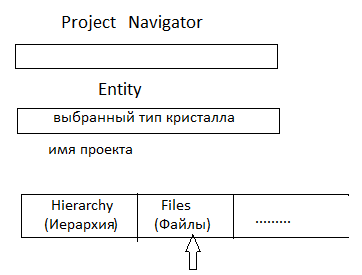 Project Navigator
Entity
выбранный тип кристалла
имя проекта
Hierarchy Files
(Иерархия) (Файлы) .........